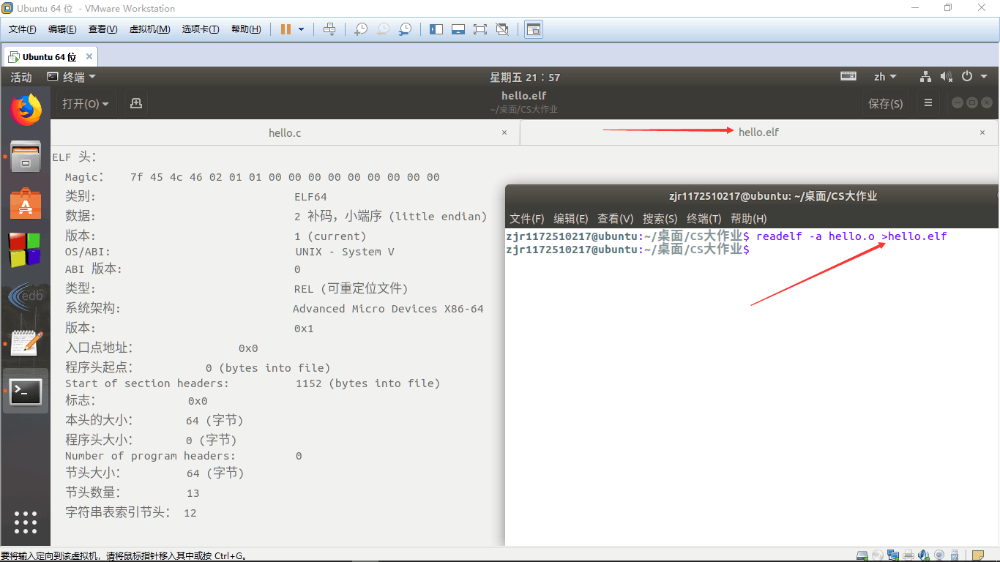 Ubuntu 64 位 - VMware Workstation
文件(F) 编辑(E) 查看(V) 虚拟机(M) 选项卡(T) 帮助(H)
Ubuntu 64 位 ×
活动 终端 星期五 21：57 zh
打开(O) hello.elf 保存(S)
~/桌面/CS大作业
hello.c × hello.elf ×
ELF 头：
Magic： 7f 45 4c 46 02 01 01 00 00 00 00 00 00 00 00 00
类别: ELF64
数据: 2 补码，小端序 (little endian)
版本: 1 (current)
OS/ABI: UNIX - System V
ABI 版本: 0
类型: REL (可重定位文件)
系统架构: Advanced Micro Devices X86-64
版本: 0x1
入口点地址： 0x0
程序头起点： 0 (bytes into file)
Start of section headers: 1152 (bytes into file)
标志： 0x0
本头的大小： 64 (字节)
程序头大小： 0 (字节)
Number of program headers: 0
节头大小： 64 (字节)
节头数量： 13
字符串表索引节头： 12
edb
zjr1172510217@ubuntu: ~/桌面/CS大作业
文件(F) 编辑(E) 查看(V) 搜索(S) 终端(T) 帮助(H)
zjr1172510217@ubuntu:~/桌面/CS大作业$ readelf -a hello.o >hello.elf
zjr1172510217@ubuntu:~/桌面/CS大作业$
要将输入定向到该虚拟机，请将鼠标指针移入其中或按 Ctrl+G。